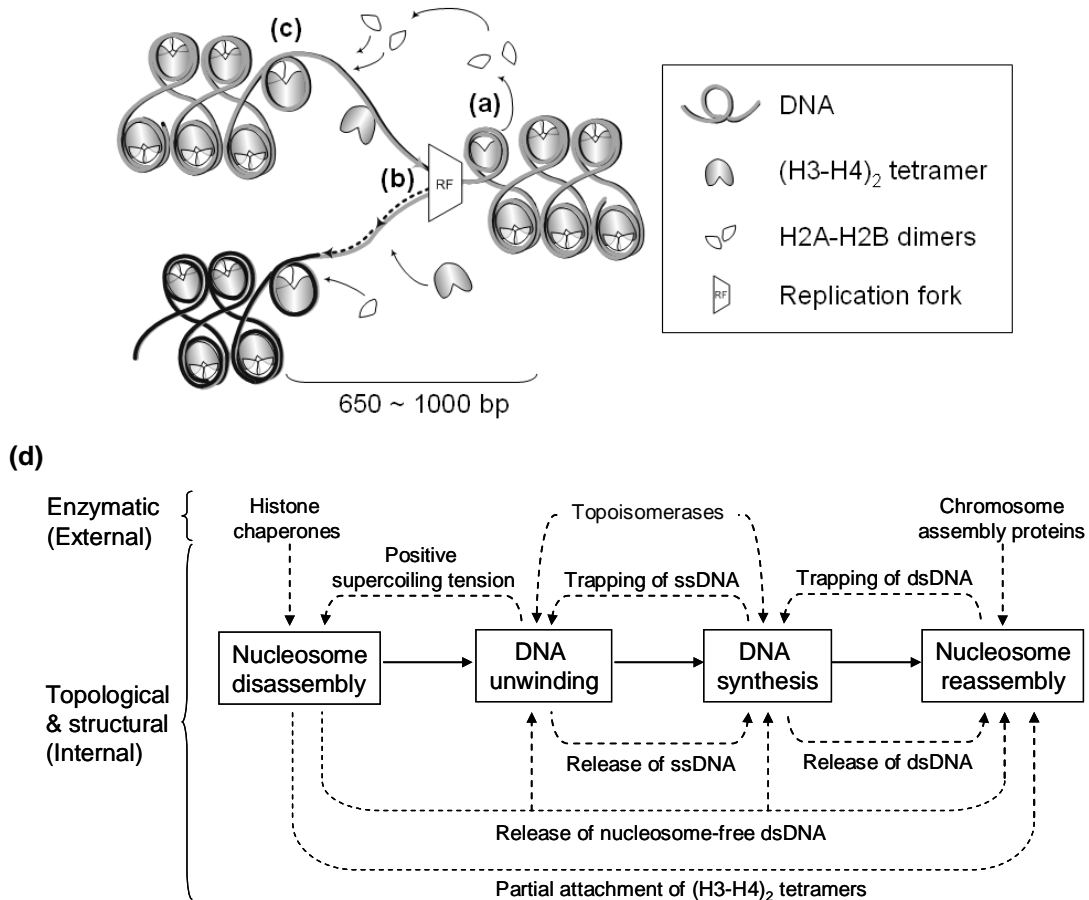 (c)
(a)
(b)
RF
650 ~ 1000 bp
DNA
(H3-H4)₂ tetramer
H2A-H2B dimers
RF
Replication fork
(d)
Enzymatic
(External)
Histone
chaperones
Topoisomerases
Chromosome
assembly proteins
Positive
supercoiling tension
Trapping of ssDNA
Trapping of dsDNA
Nucleosome
disassembly
DNA
unwinding
DNA
synthesis
Nucleosome
reassembly
Topological
& structural
(Internal)
Release of ssDNA
Release of dsDNA
Release of nucleosome-free dsDNA
Partial attachment of (H3-H4)₂ tetramers